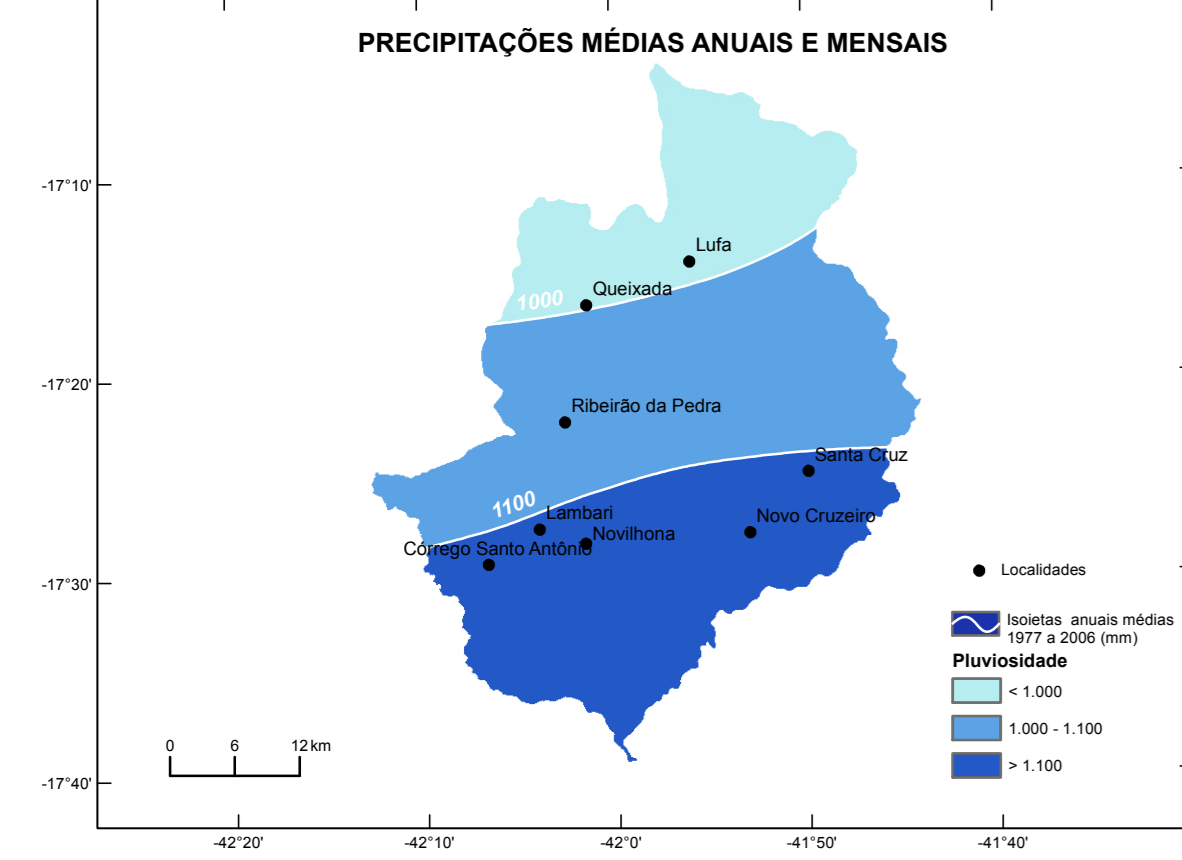 PRECIPITAÇÕES MÉDIAS ANUAIS E MENSAIS
-17°10'
Lufa
Queixada
1000
-17°20'
Ribeirão da Pedra
Santa Cruz
1100
Lambari
Novo Cruzeiro
Novilhona
Córrego Santo Antônio
-17°30'
Localidades
Isoietas anuais médias
1977 a 2006 (mm)
Pluviosidade
< 1.000
1.000 - 1.100
> 1.100
0 6 12 km
-17°40'
-42°20' -42°10' -42°0' -41°50' -41°40'